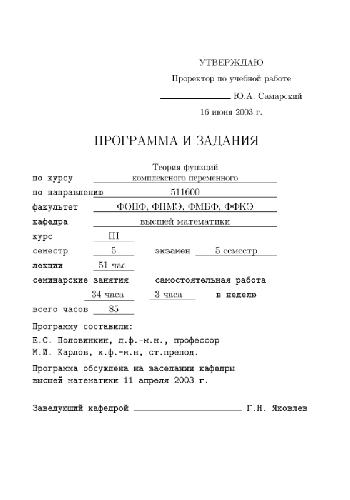 УТВЕРЖДАЮ
Проректор по учебной работе
Ю.А. Самарский
16 июня 2003 г.
ПРОГРАММА И ЗАДАНИЯ
Теория функций
по курсу комплексного переменного
по направлению 511600
факультет ФОПФ, ФПМЭ, ФМБФ, ФФКЭ
кафедра высшей математики
курс III
семестр 5 экзамен 5 семестр
лекции 51 час
семинарские занятия самостоятельная работа
34 часа 3 часа в неделю
всего часов 85
Программу составили:
Е.С. Половинкин, д.ф.-м.н., профессор
М.И. Карлов, к.ф.-м.н, ст.препод.
Программа обсуждена на заседании кафедры
высшей математики 11 апреля 2003 г.
Заведующий кафедрой Г.Н. Яковлев